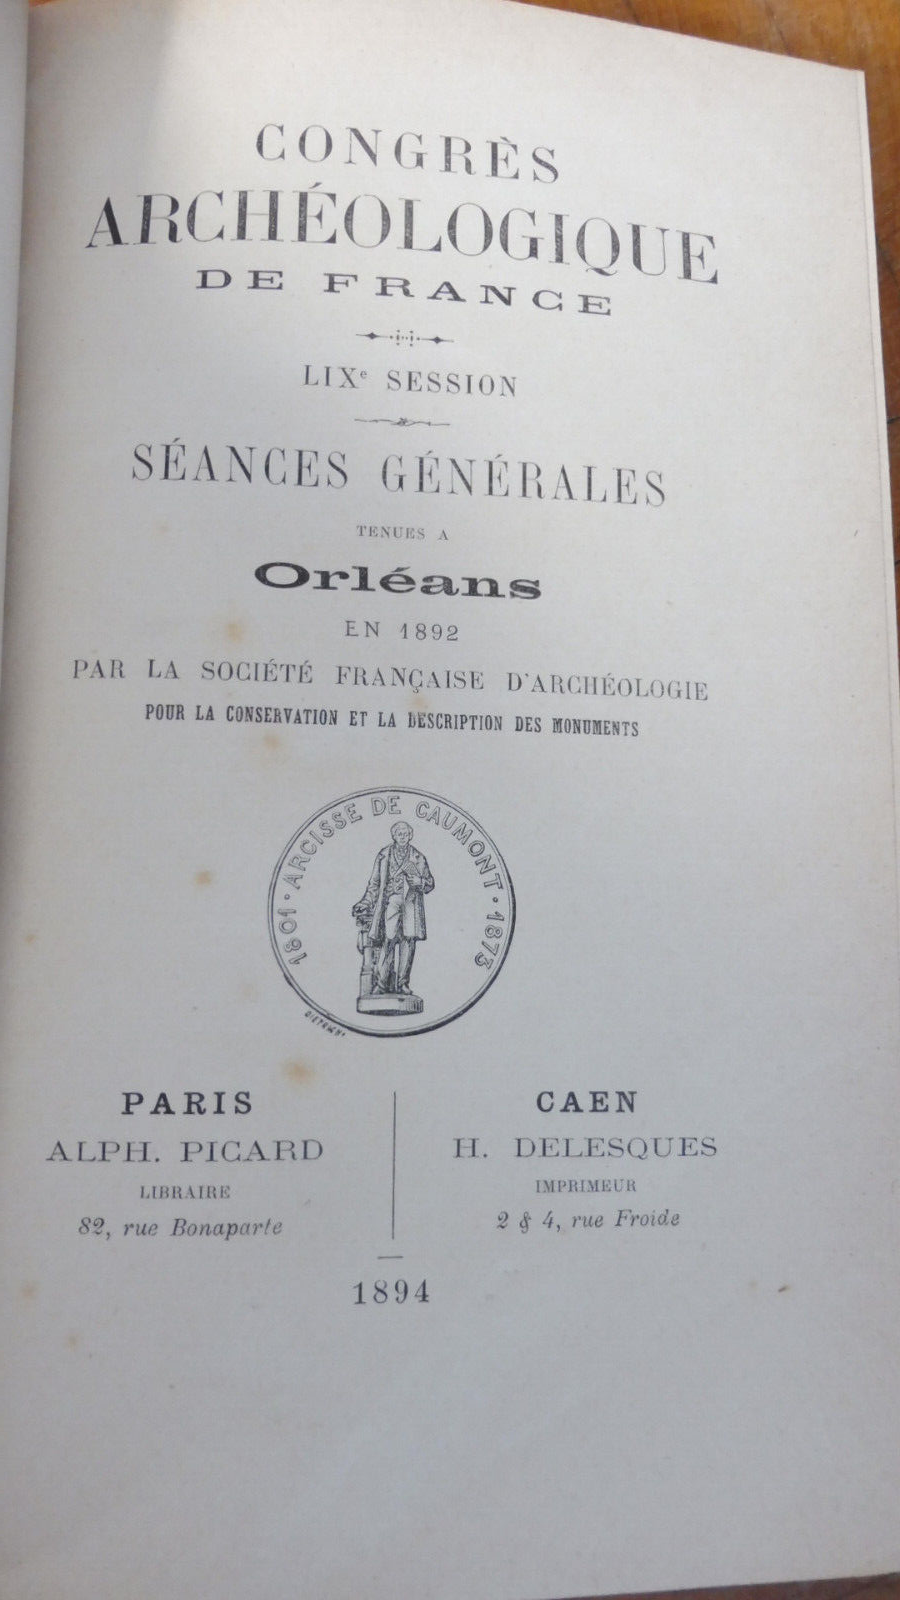 CONGRÈS
ARCHÉOLOGIQUE
DE FRANCE
LIXe SESSION
SÉANCES GÉNÉRALES
TENUES A
Orléans
EN 1892
PAR LA SOCIÉTÉ FRANÇAISE D'ARCHÉOLOGIE
POUR LA CONSERVATION ET LA DESCRIPTION DES MONUMENTS
1801 · ARCISSE DE CAUMONT · 1873
PARIS
ALPH. PICARD
LIBRAIRE
82, rue Bonaparte
CAEN
H. DELESQUES
IMPRIMEUR
2 & 4, rue Froide
1894